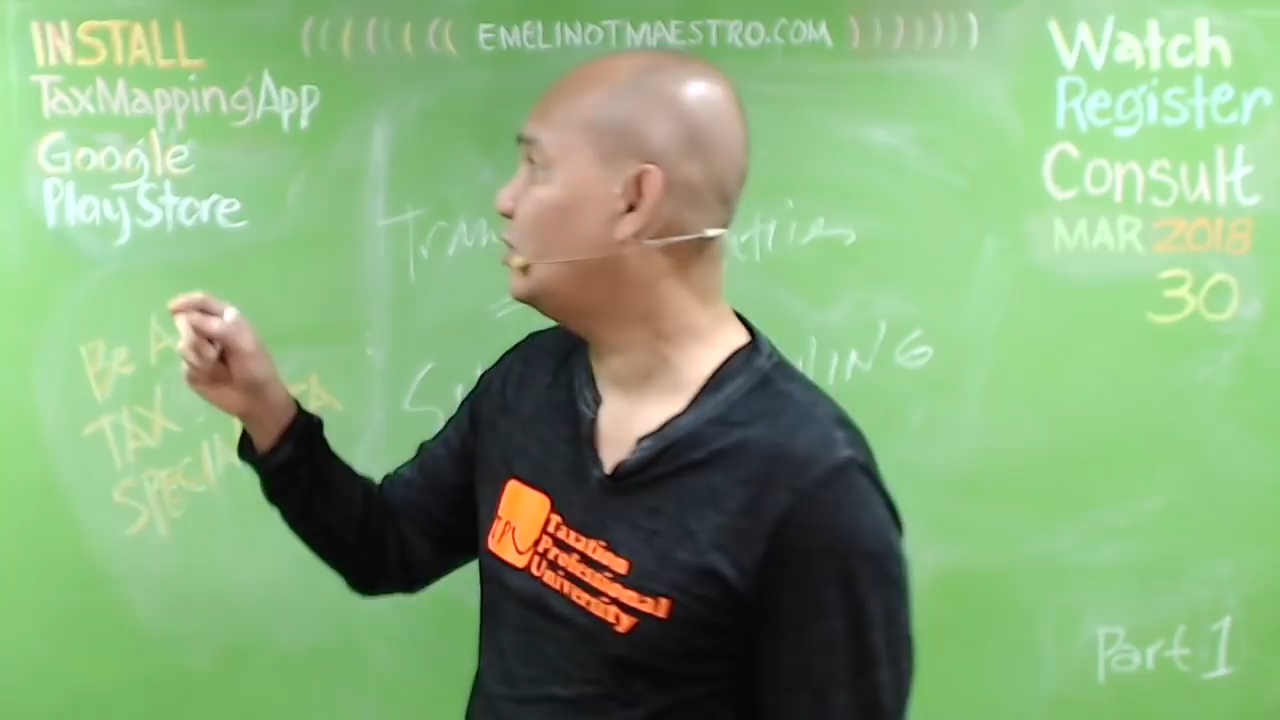 INSTALL
TaxMappingApp
Google
PlayStore
EMELINOTMAESTRO.COM
Watch
Register
Consult
MAR 2018
30
Be A
TAX
Taxation
Professional
University
Part 1